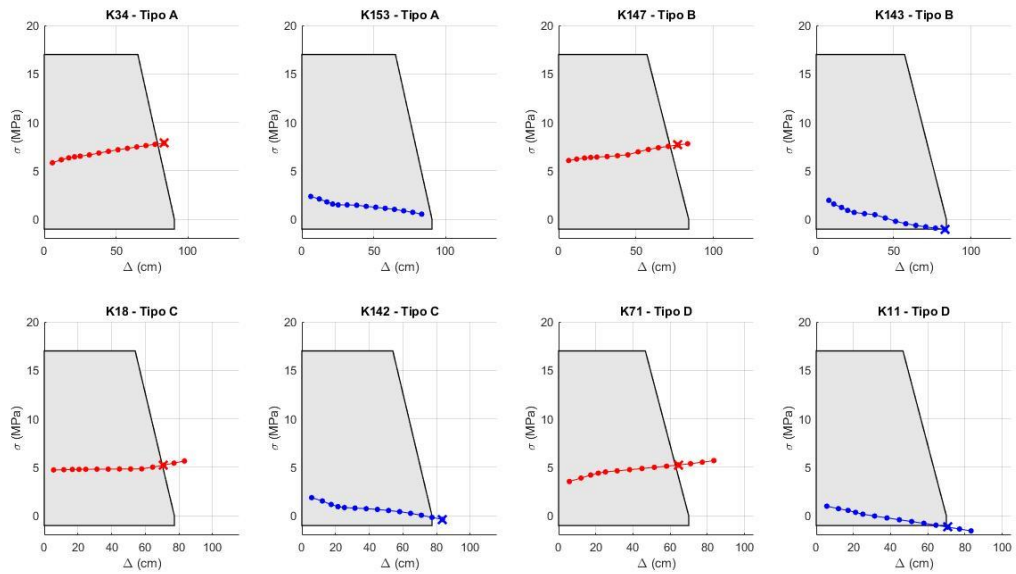 K34 - Tipo A
20
15
10
5
0
σ (MPa)
0 50 100
Δ (cm)
K153 - Tipo A
20
15
10
5
0
σ (MPa)
0 50 100
Δ (cm)
K147 - Tipo B
20
15
10
5
0
σ (MPa)
0 50 100
Δ (cm)
K143 - Tipo B
20
15
10
5
0
σ (MPa)
0 50 100
Δ (cm)
K18 - Tipo C
20
15
10
5
0
σ (MPa)
0 20 40 60 80 100
Δ (cm)
K142 - Tipo C
20
15
10
5
0
σ (MPa)
0 20 40 60 80 100
Δ (cm)
K71 - Tipo D
20
15
10
5
0
σ (MPa)
0 20 40 60 80 100
Δ (cm)
K11 - Tipo D
20
15
10
5
0
σ (MPa)
0 20 40 60 80 100
Δ (cm)